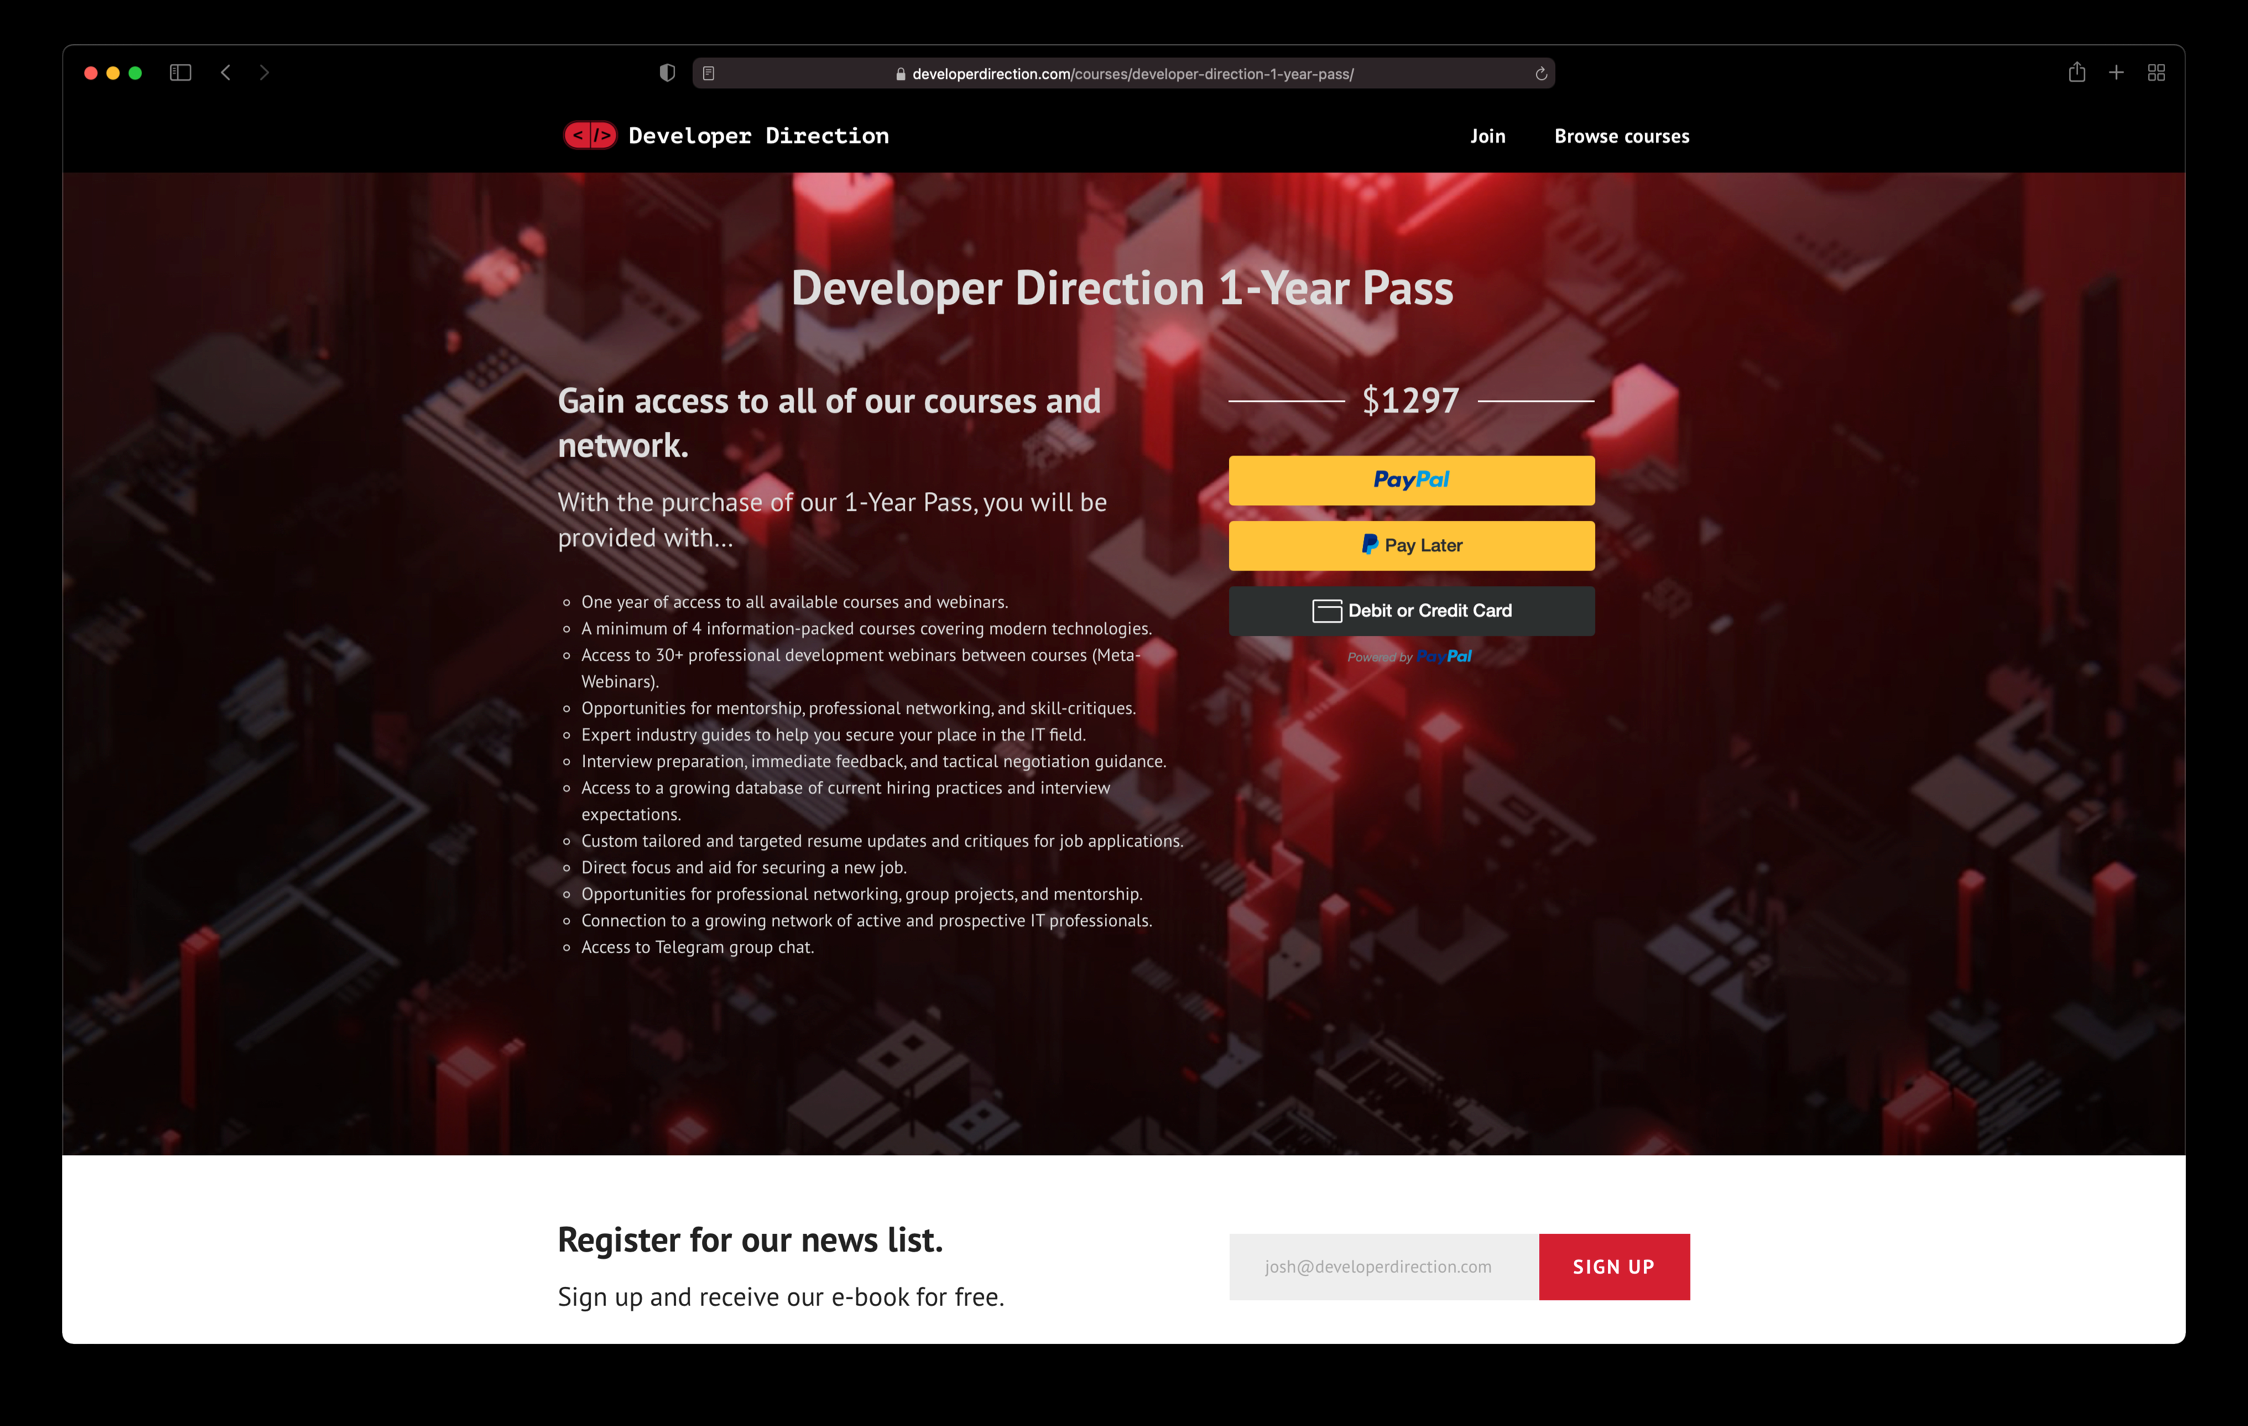 developerdirection.com/courses/developer-direction-1-year-pass/
< /> Developer Direction
Join
Browse courses
Developer Direction 1-Year Pass
Gain access to all of our courses and
network.
With the purchase of our 1-Year Pass, you will be
provided with...
One year of access to all available courses and webinars.
A minimum of 4 information-packed courses covering modern technologies.
Access to 30+ professional development webinars between courses (Meta-
Webinars).
Opportunities for mentorship, professional networking, and skill-critiques.
Expert industry guides to help you secure your place in the IT field.
Interview preparation, immediate feedback, and tactical negotiation guidance.
Access to a growing database of current hiring practices and interview
expectations.
Custom tailored and targeted resume updates and critiques for job applications.
Direct focus and aid for securing a new job.
Opportunities for professional networking, group projects, and mentorship.
Connection to a growing network of active and prospective IT professionals.
Access to Telegram group chat.
$1297
PayPal
Pay Later
Debit or Credit Card
Powered by PayPal
Register for our news list.
Sign up and receive our e-book for free.
josh@developerdirection.com
SIGN UP